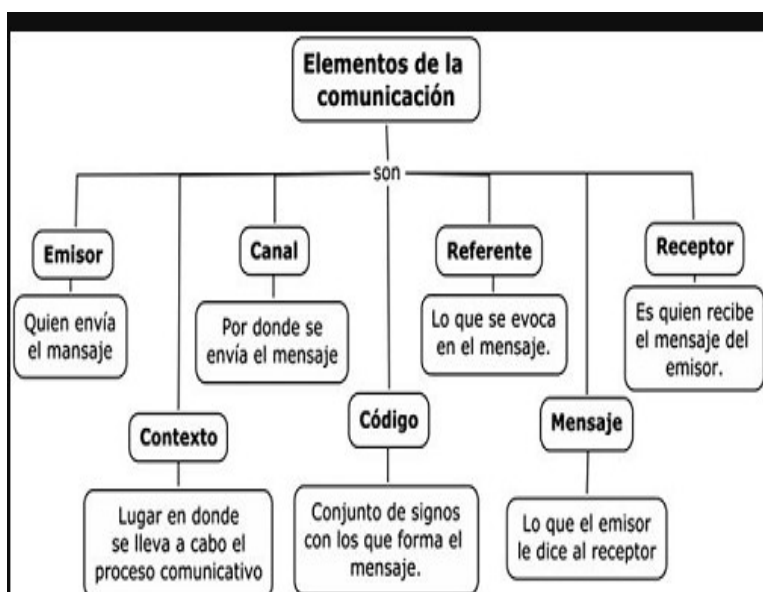 Elementos de la
comunicación
son
Emisor
Quien envía
el mansaje
Canal
Por donde se
envía el mensaje
Referente
Lo que se evoca
en el mensaje.
Receptor
Es quien recibe
el mensaje del
emisor.
Contexto
Lugar en donde
se lleva a cabo el
proceso comunicativo
Código
Conjunto de signos
con los que forma el
mensaje.
Mensaje
Lo que el emisor
le dice al receptor